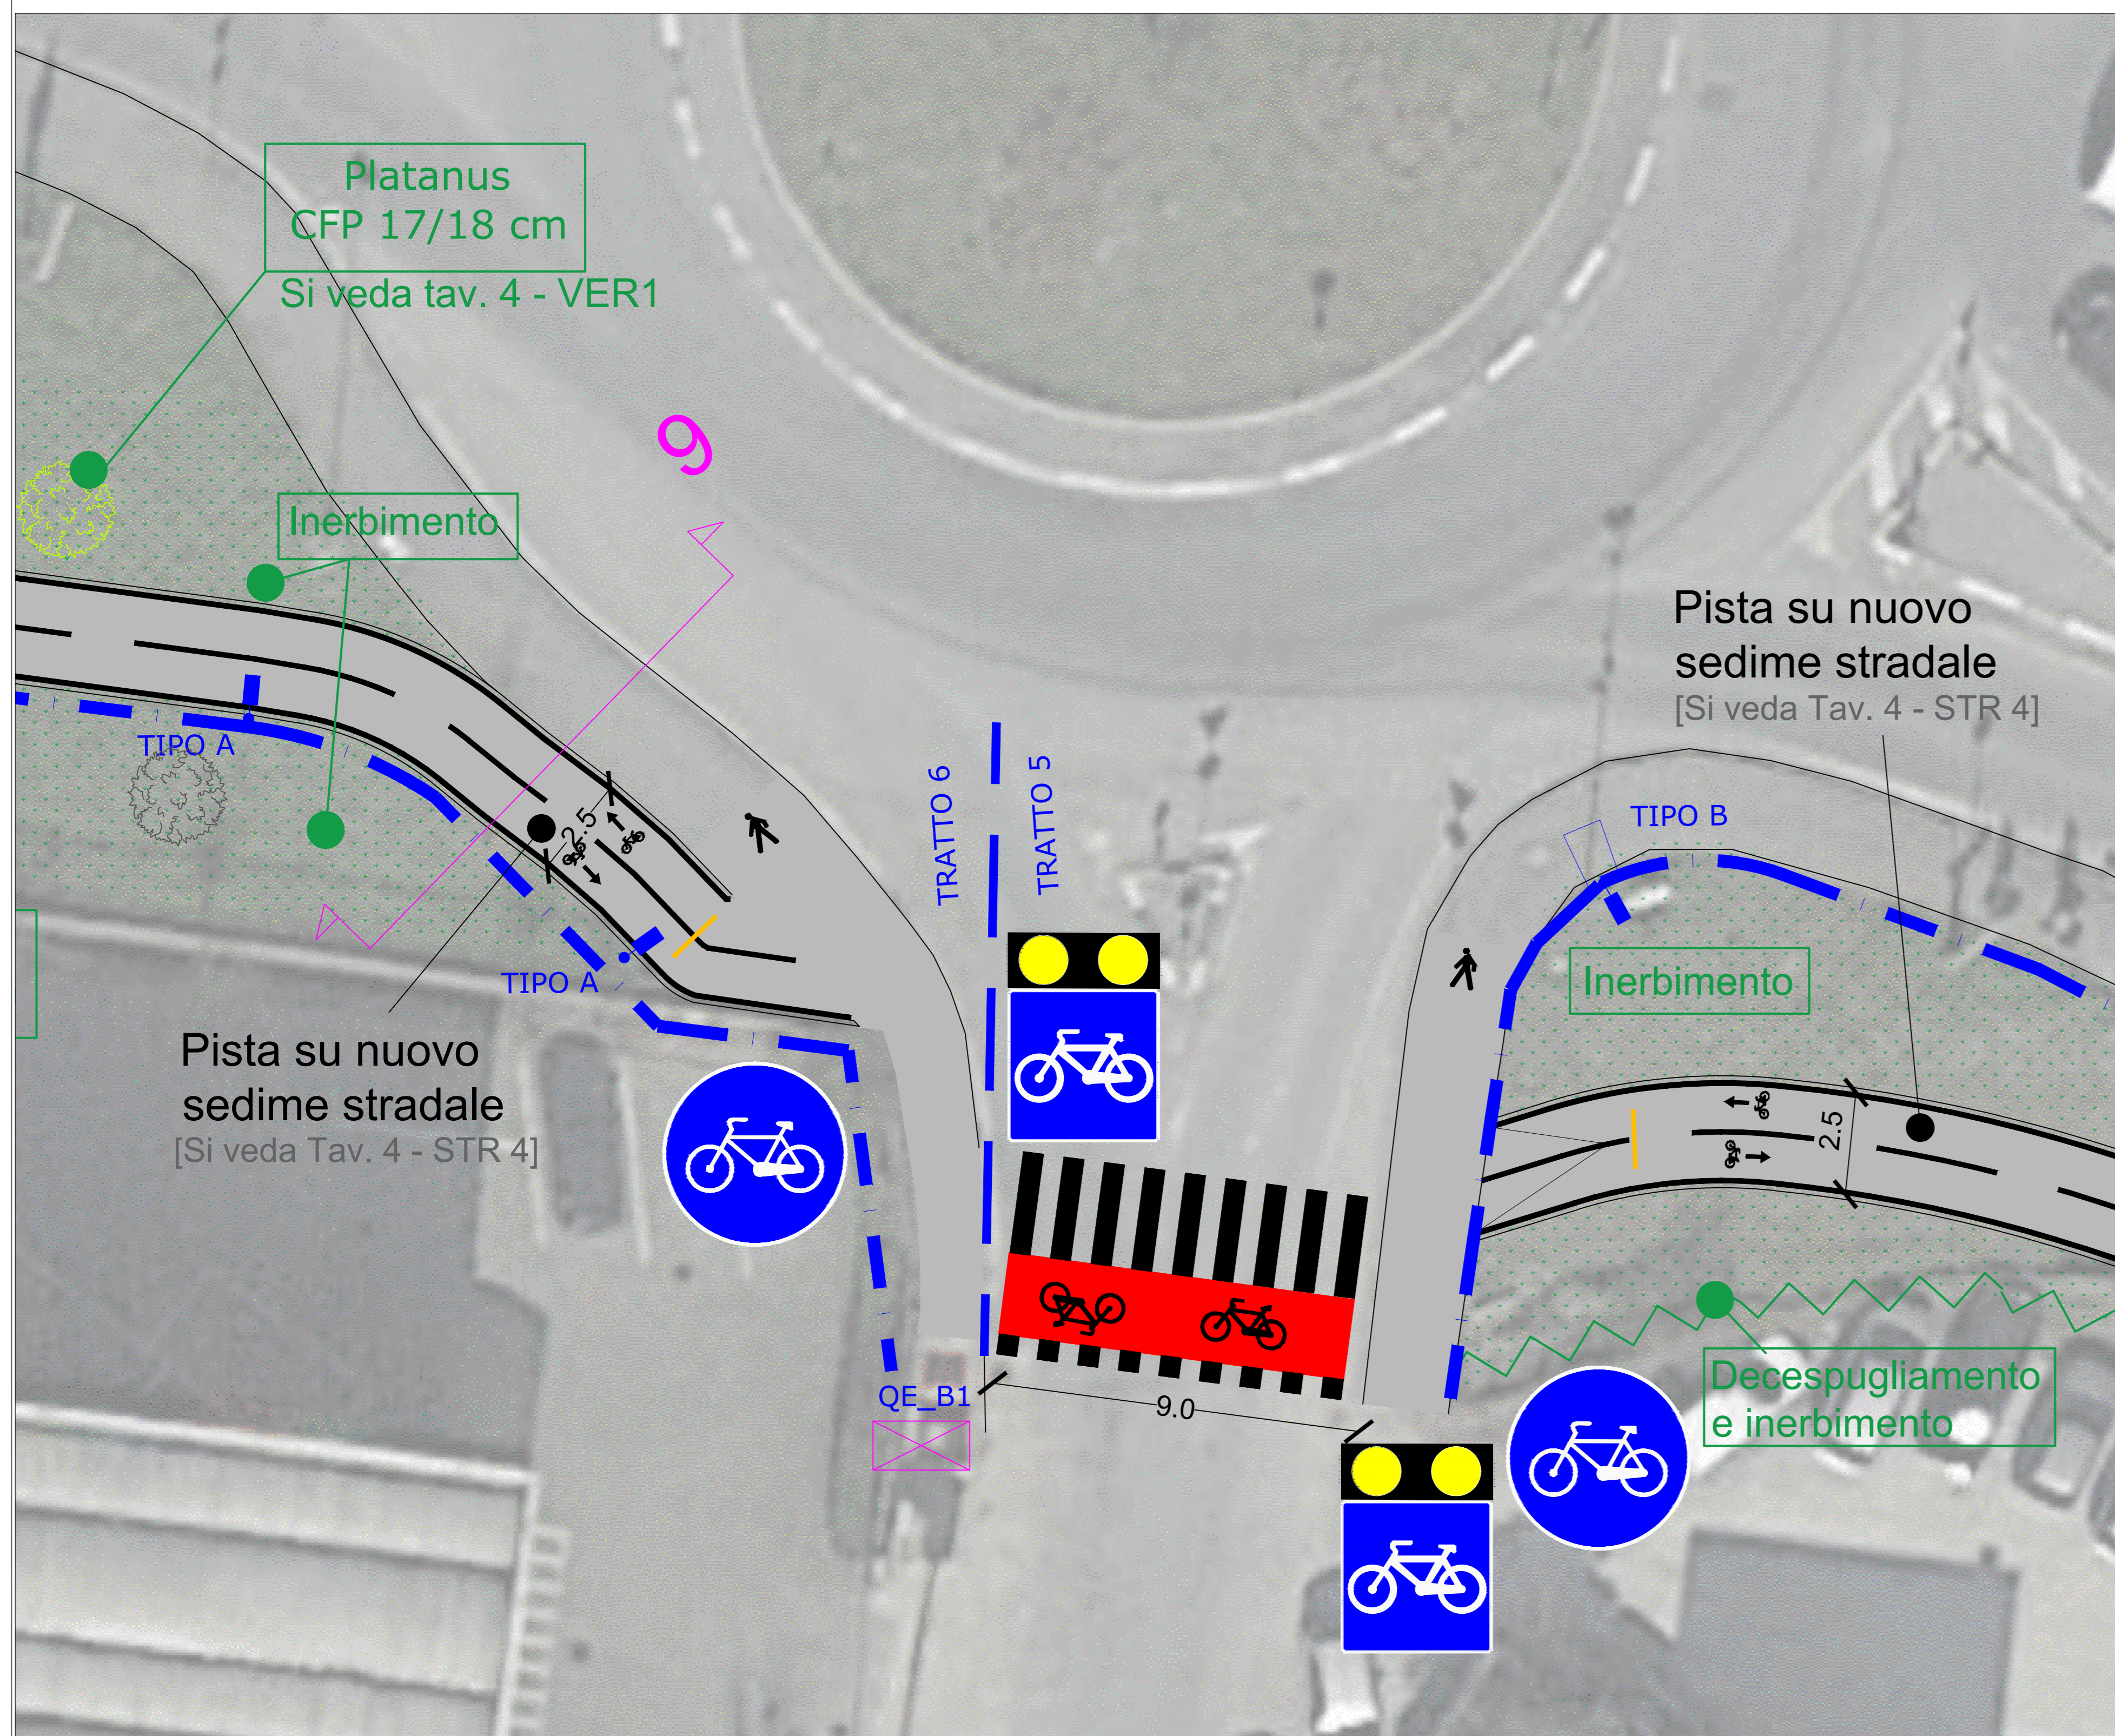 Platanus
CFP 17/18 cm
Si veda tav. 4 - VER1
9
Inerbimento
Pista su nuovo
sedime stradale
[Si veda Tav. 4 - STR 4]
TIPO A
2.5
TRATTO 6
TRATTO 5
TIPO B
TIPO A
Inerbimento
Pista su nuovo
sedime stradale
[Si veda Tav. 4 - STR 4]
2.5
QE_B1
9.0
Decespugliamento
e inerbimento